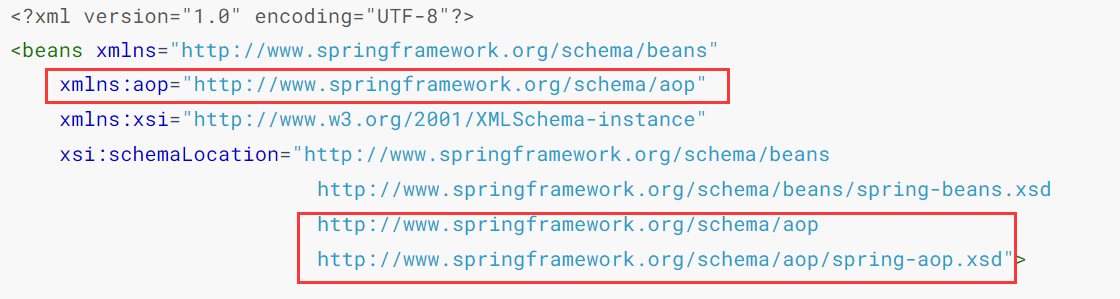 <?xml version="1.0" encoding="UTF-8"?>
<beans xmlns="http://www.springframework.org/schema/beans"
xmlns:aop="http://www.springframework.org/schema/aop"
xmlns:xsi="http://www.w3.org/2001/XMLSchema-instance"
xsi:schemaLocation="http://www.springframework.org/schema/beans
http://www.springframework.org/schema/beans/spring-beans.xsd
http://www.springframework.org/schema/aop
http://www.springframework.org/schema/aop/spring-aop.xsd">